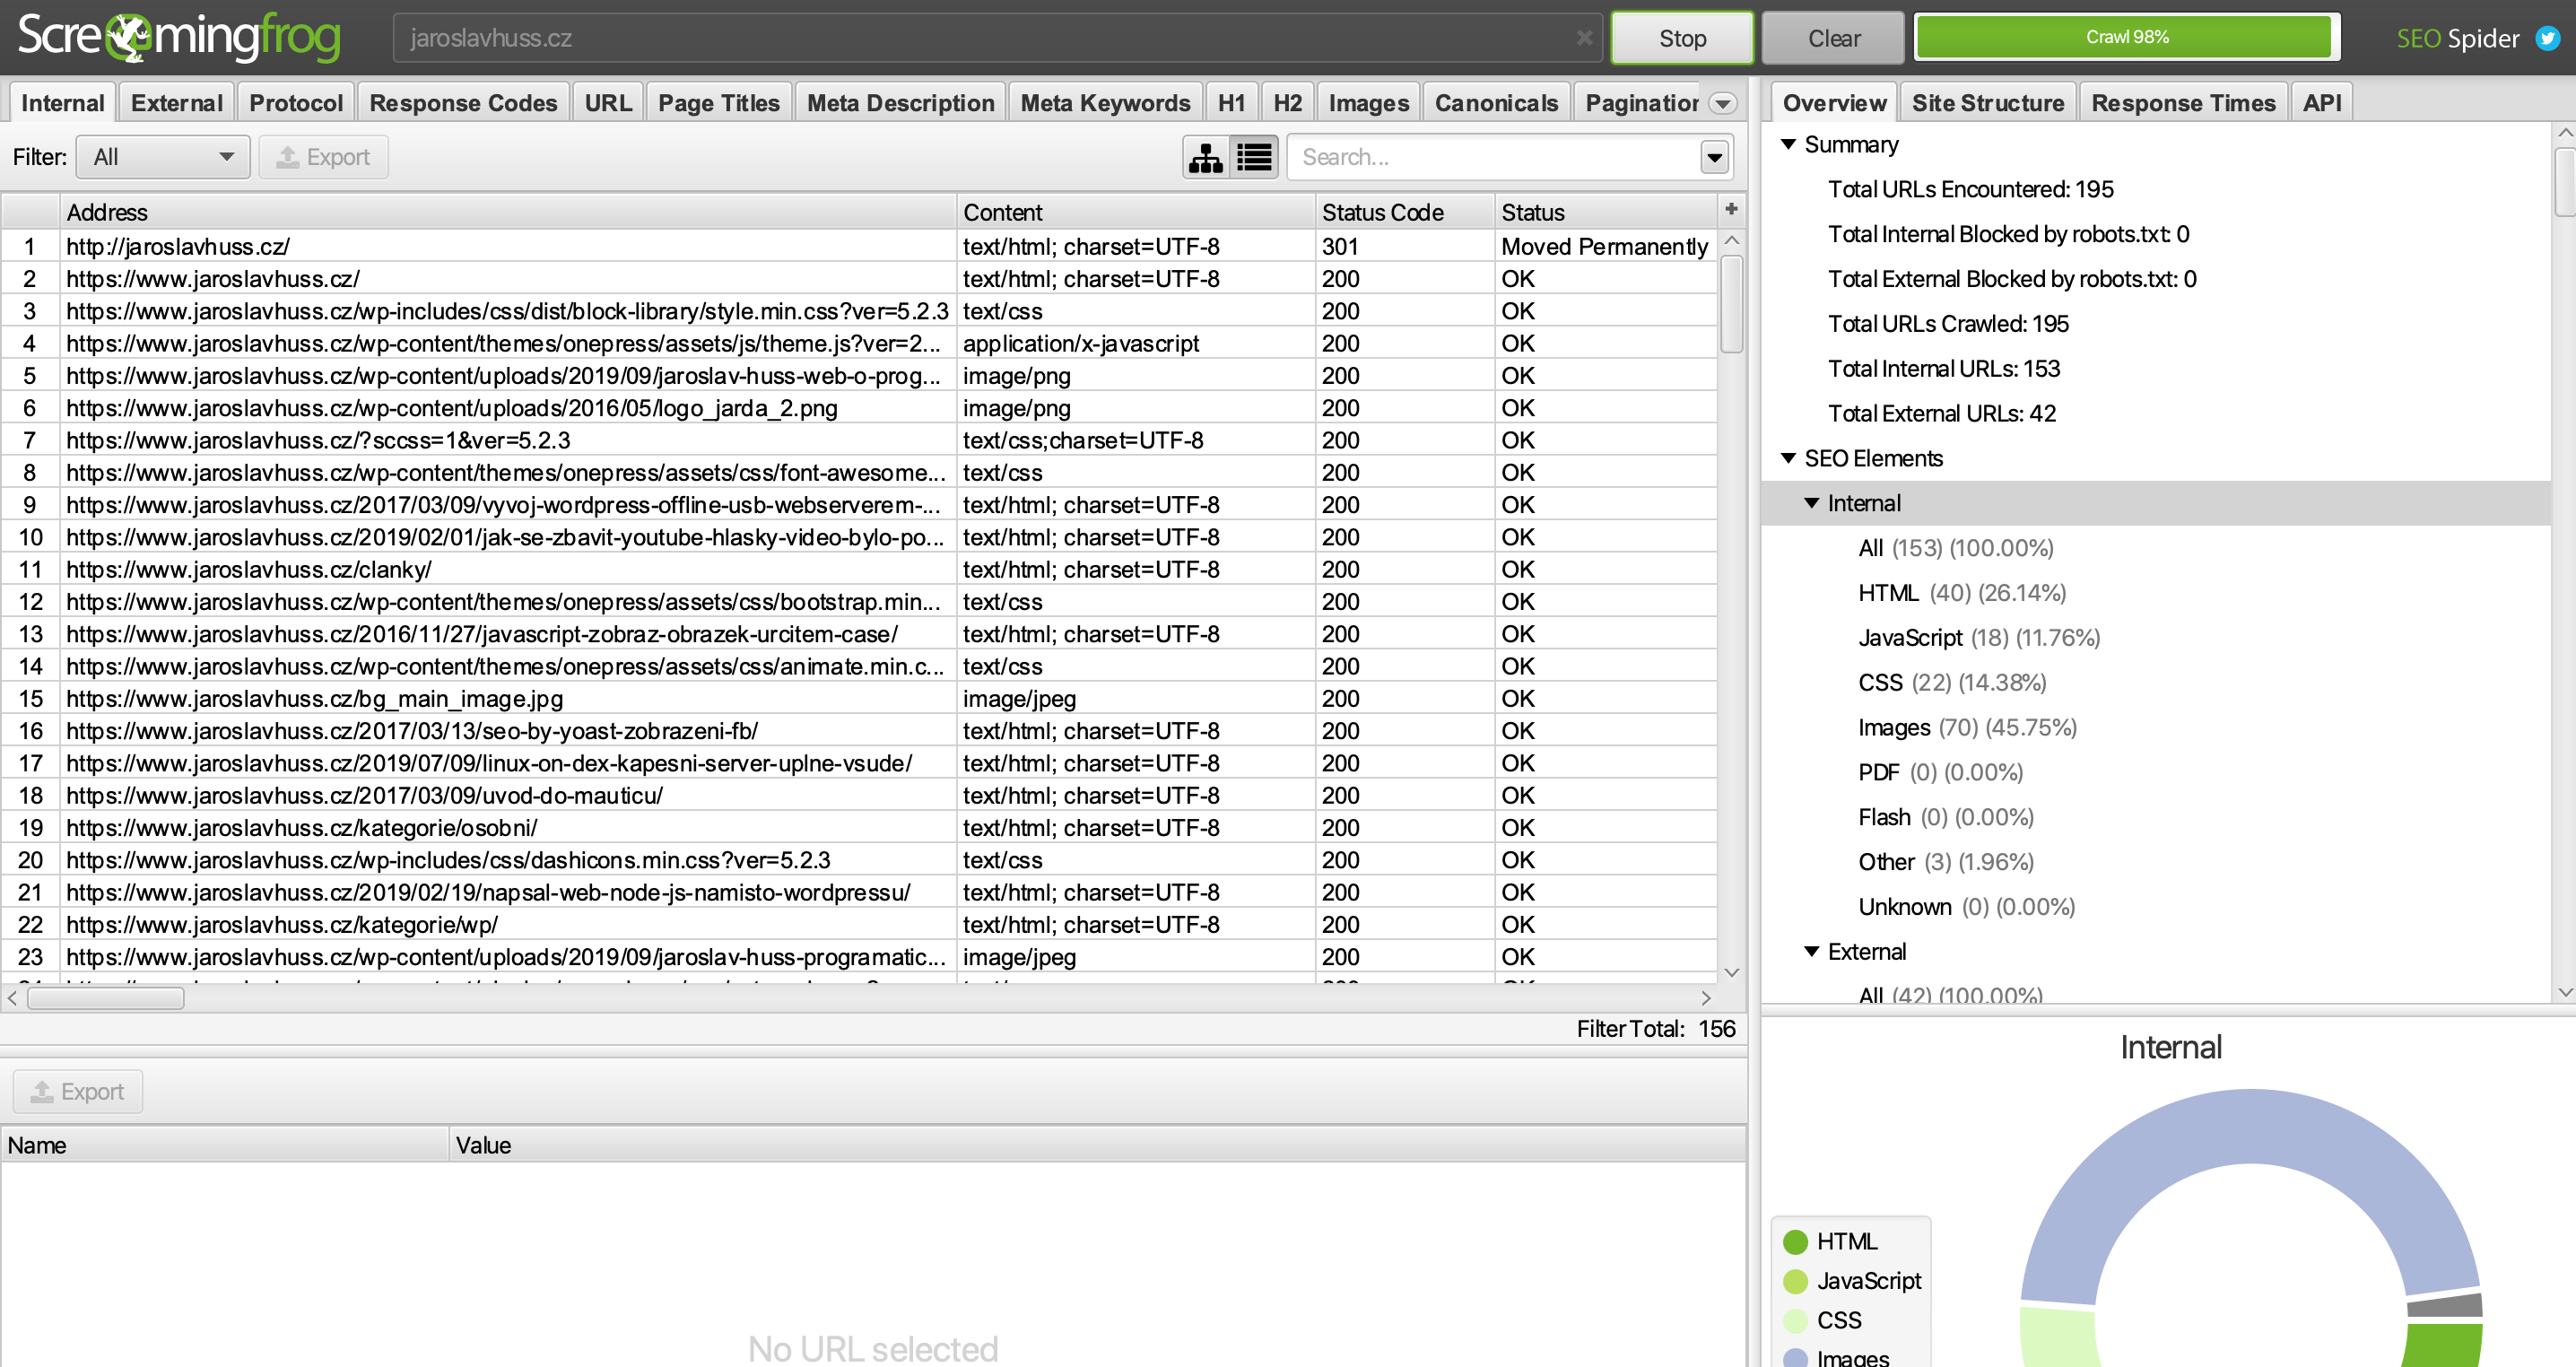 Screamingfrog
jaroslavhuss.cz
Stop
Clear
Crawl 98%
SEO Spider
Internal External Protocol Response Codes URL Page Titles Meta Description Meta Keywords H1 H2 Images Canonicals Pagination
Filter: All Export
Search...
Address Content Status Code Status
1 http://jaroslavhuss.cz/ text/html; charset=UTF-8 301 Moved Permanently
2 https://www.jaroslavhuss.cz/ text/html; charset=UTF-8 200 OK
3 https://www.jaroslavhuss.cz/wp-includes/css/dist/block-library/style.min.css?ver=5.2.3 text/css 200 OK
4 https://www.jaroslavhuss.cz/wp-content/themes/onepress/assets/js/theme.js?ver=2... application/x-javascript 200 OK
5 https://www.jaroslavhuss.cz/wp-content/uploads/2019/09/jaroslav-huss-web-o-prog... image/png 200 OK
6 https://www.jaroslavhuss.cz/wp-content/uploads/2016/05/logo_jarda_2.png image/png 200 OK
7 https://www.jaroslavhuss.cz/?sccss=1&ver=5.2.3 text/css;charset=UTF-8 200 OK
8 https://www.jaroslavhuss.cz/wp-content/themes/onepress/assets/css/font-awesome... text/css 200 OK
9 https://www.jaroslavhuss.cz/2017/03/09/vyvoj-wordpress-offline-usb-webserverem-... text/html; charset=UTF-8 200 OK
10 https://www.jaroslavhuss.cz/2019/02/01/jak-se-zbavit-youtube-hlasky-video-bylo-po... text/html; charset=UTF-8 200 OK
11 https://www.jaroslavhuss.cz/clanky/ text/html; charset=UTF-8 200 OK
12 https://www.jaroslavhuss.cz/wp-content/themes/onepress/assets/css/bootstrap.min... text/css 200 OK
13 https://www.jaroslavhuss.cz/2016/11/27/javascript-zobraz-obrazek-urcitem-case/ text/html; charset=UTF-8 200 OK
14 https://www.jaroslavhuss.cz/wp-content/themes/onepress/assets/css/animate.min.c... text/css 200 OK
15 https://www.jaroslavhuss.cz/bg_main_image.jpg image/jpeg 200 OK
16 https://www.jaroslavhuss.cz/2017/03/13/seo-by-yoast-zobrazeni-fb/ text/html; charset=UTF-8 200 OK
17 https://www.jaroslavhuss.cz/2019/07/09/linux-on-dex-kapesni-server-uplne-vsude/ text/html; charset=UTF-8 200 OK
18 https://www.jaroslavhuss.cz/2017/03/09/uvod-do-mauticu/ text/html; charset=UTF-8 200 OK
19 https://www.jaroslavhuss.cz/kategorie/osobni/ text/html; charset=UTF-8 200 OK
20 https://www.jaroslavhuss.cz/wp-includes/css/dashicons.min.css?ver=5.2.3 text/css 200 OK
21 https://www.jaroslavhuss.cz/2019/02/19/napsal-web-node-js-namisto-wordpressu/ text/html; charset=UTF-8 200 OK
22 https://www.jaroslavhuss.cz/kategorie/wp/ text/html; charset=UTF-8 200 OK
23 https://www.jaroslavhuss.cz/wp-content/uploads/2019/09/jaroslav-huss-programatic... image/jpeg 200 OK
Filter Total: 156
Export
Name Value
No URL selected
Overview Site Structure Response Times API
Summary
Total URLs Encountered: 195
Total Internal Blocked by robots.txt: 0
Total External Blocked by robots.txt: 0
Total URLs Crawled: 195
Total Internal URLs: 153
Total External URLs: 42
SEO Elements
Internal
All (153) (100.00%)
HTML (40) (26.14%)
JavaScript (18) (11.76%)
CSS (22) (14.38%)
Images (70) (45.75%)
PDF (0) (0.00%)
Flash (0) (0.00%)
Other (3) (1.96%)
Unknown (0) (0.00%)
External
All (42) (100.00%)
Internal
HTML
JavaScript
CSS
Images